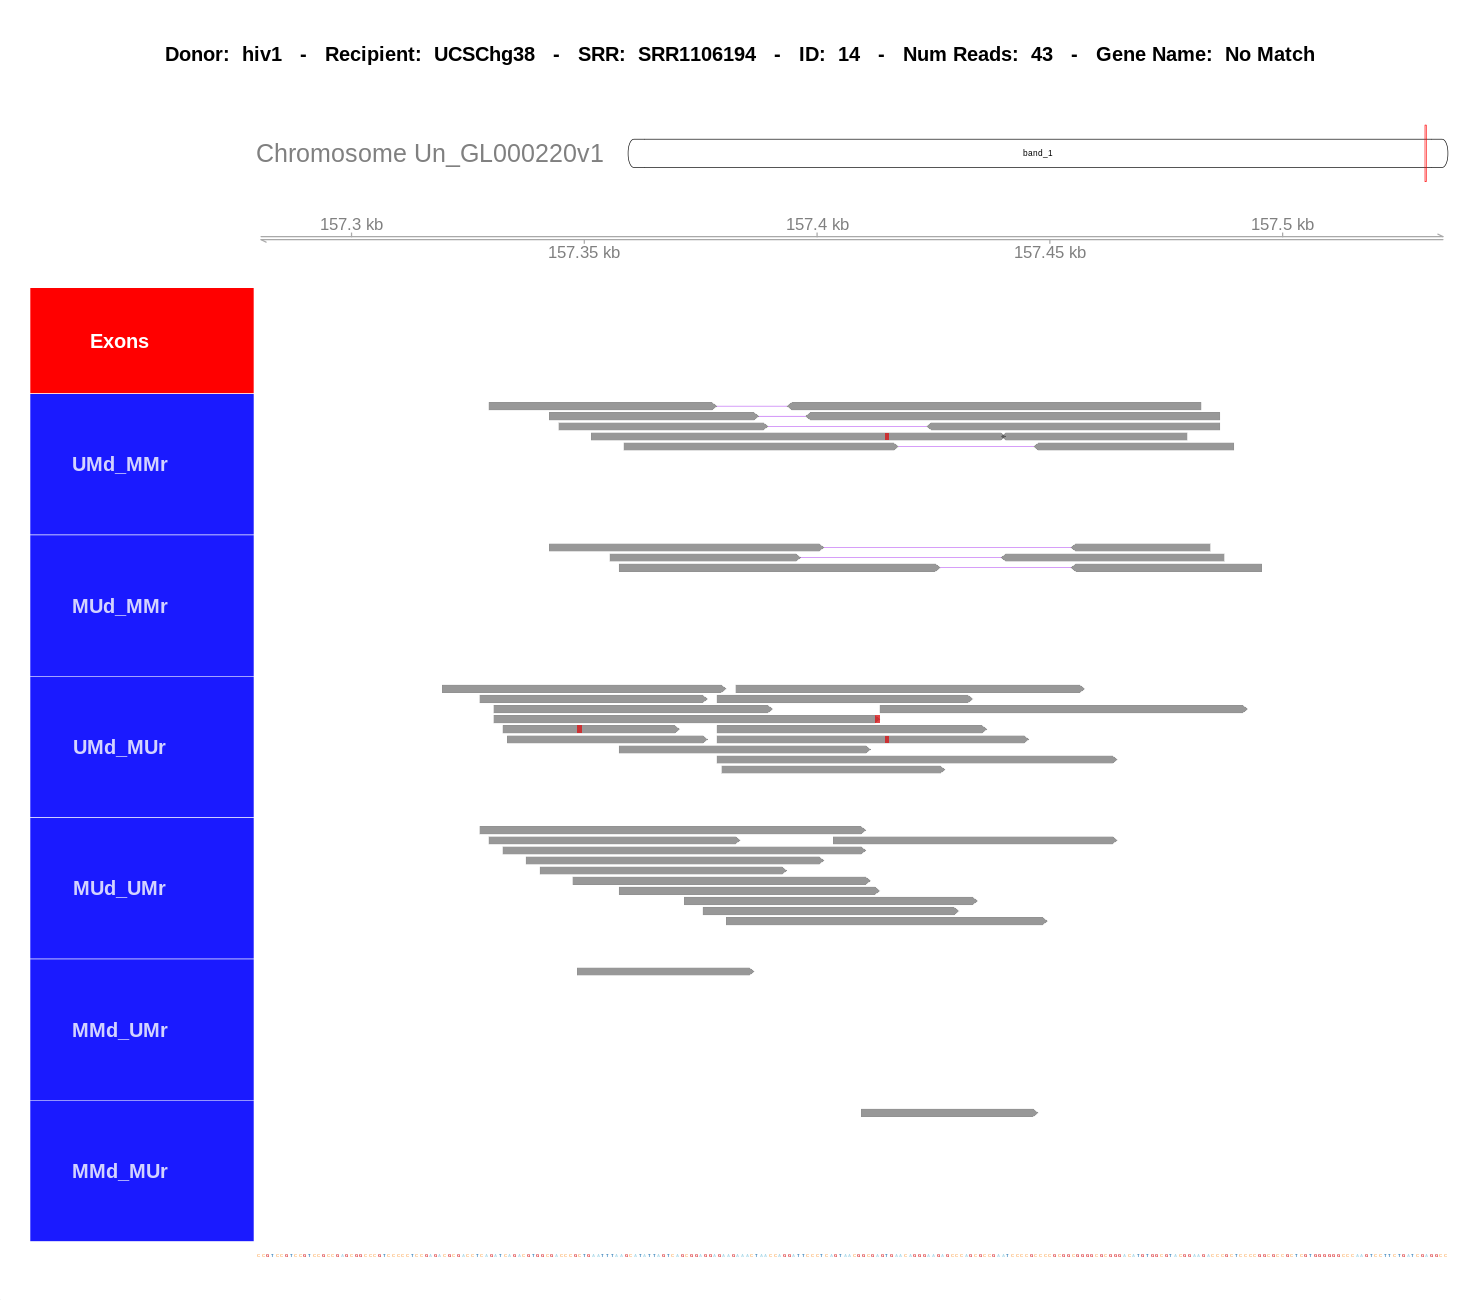 Donor: hiv1 - Recipient: UCSChg38 - SRR: SRR1106194 - ID: 14 - Num Reads: 43 - Gene Name: No Match
Chromosome Un_GL000220v1
band_1
157.3 kb
157.4 kb
157.5 kb
157.35 kb
157.45 kb
Exons
UMd_MMr
MUd_MMr
UMd_MUr
MUd_UMr
MMd_UMr
MMd_MUr